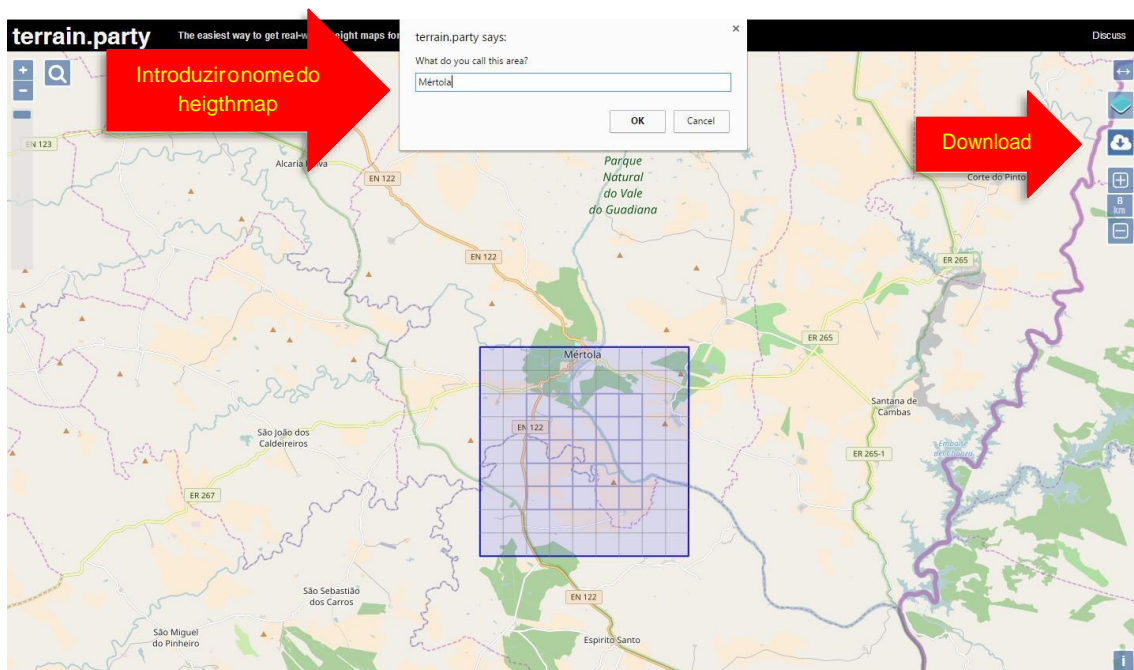 terrain.party
The easiest way to get real-w eight maps for
Discuss
terrain.party says:
What do you call this area?
Mértola
OK
Cancel
Introduzir o nome do
heigthmap
Download
8
km
EN 123
Alcaria
EN 122
Parque
Natural
do Vale
do Guadiana
Corte do Pinto
EN 122
ER 265
ER 265
Mértola
Santana de
Cambas
EN 122
São João dos
Caldeireiros
ER 265-1
ER 267
São Sebastião
dos Carros
EN 122
São Miguel
do Pinheiro
Espirito Santo
i